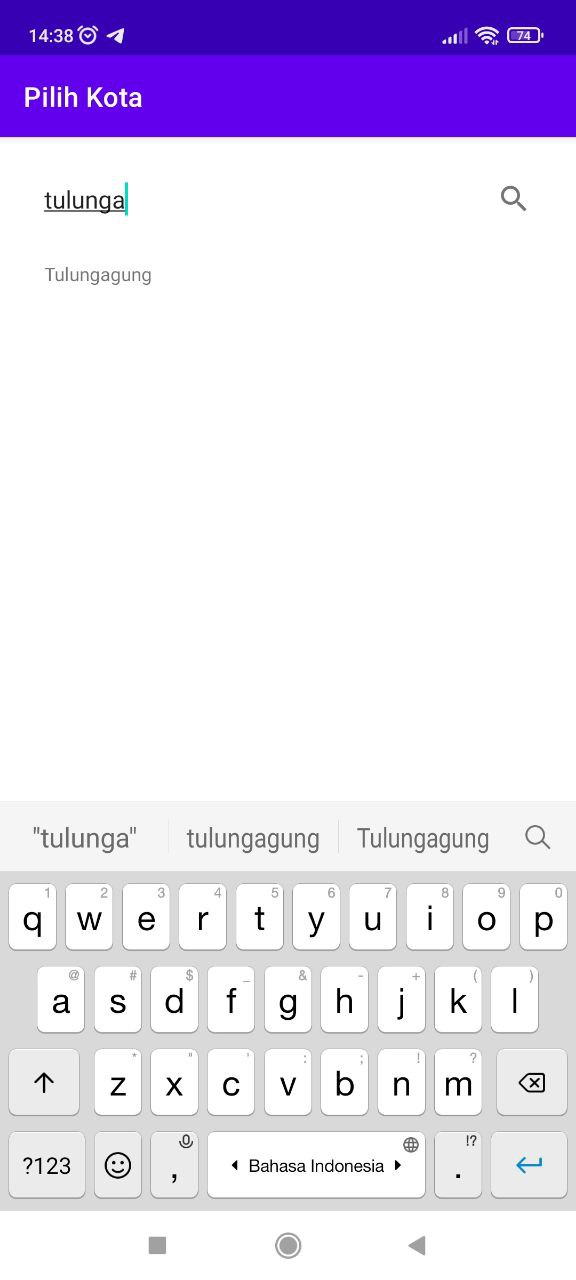 14:38 74
Pilih Kota
tulunga
Tulungagung
"tulunga" tulungagung Tulungagung
1 2 3 4 5 6 7 8 9 0
q w e r t y u i o p
@ # $ _ & - + ( )
a s d f g h j k l
* " ' : ; ! ?
z x c v b n m
!?
?123 , Bahasa Indonesia .